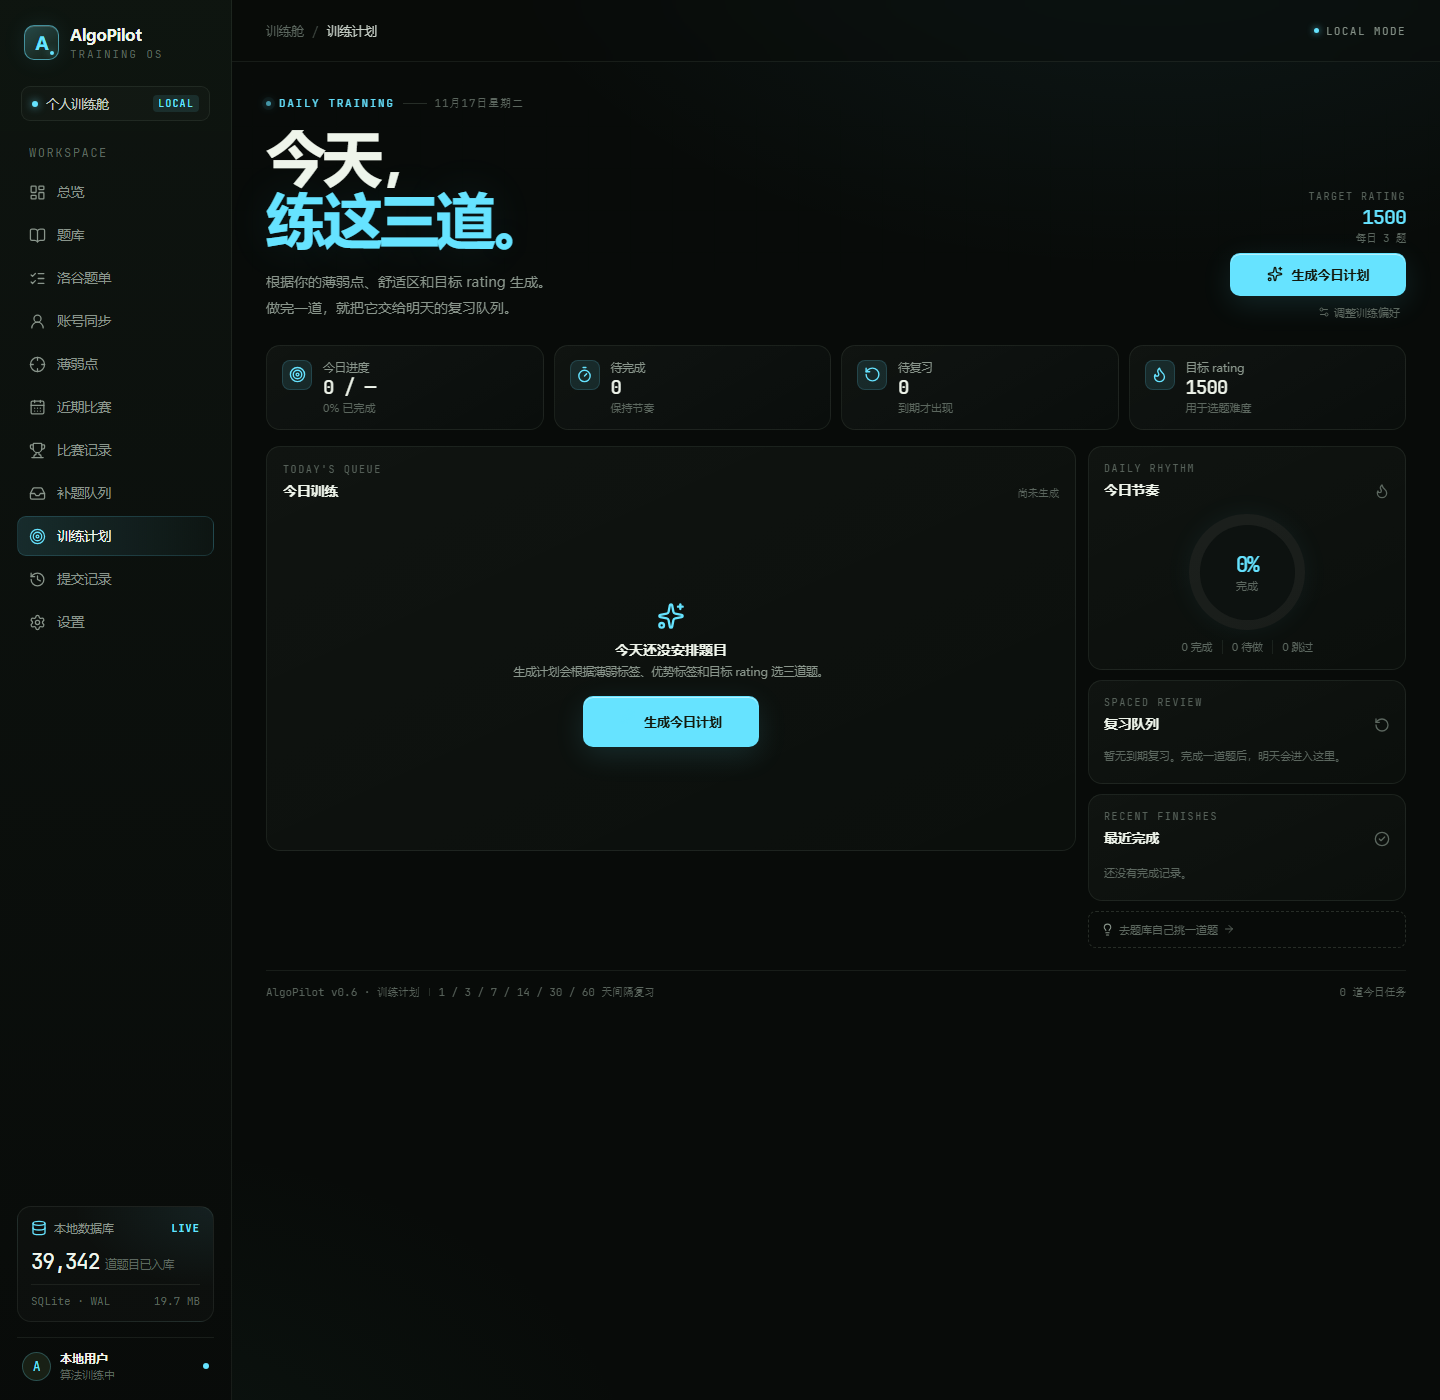 A
AlgoPilot
TRAINING OS
个人训练舱 LOCAL
WORKSPACE
总览
题库
洛谷题单
账号同步
薄弱点
近期比赛
比赛记录
补题队列
训练计划
提交记录
设置
本地数据库 LIVE
39,342 道题目已入库
SQLite · WAL 19.7 MB
A
本地用户
算法训练中
训练舱 / 训练计划
LOCAL MODE
DAILY TRAINING 11月17日星期二
今天，
练这三道。
根据你的薄弱点、舒适区和目标 rating 生成。
做完一道，就把它交给明天的复习队列。
TARGET RATING
1500
每日 3 题
生成今日计划
调整训练偏好
今日进度
0 / —
0% 已完成
待完成
0
保持节奏
待复习
0
到期才出现
目标 rating
1500
用于选题难度
TODAY'S QUEUE
今日训练
尚未生成
今天还没安排题目
生成计划会根据薄弱标签、优势标签和目标 rating 选三道题。
生成今日计划
DAILY RHYTHM
今日节奏
0%
完成
0 完成 0 待做 0 跳过
SPACED REVIEW
复习队列
暂无到期复习。完成一道题后，明天会进入这里。
RECENT FINISHES
最近完成
还没有完成记录。
去题库自己挑一道题 →
AlgoPilot v0.6 · 训练计划 | 1 / 3 / 7 / 14 / 30 / 60 天间隔复习
0 道今日任务